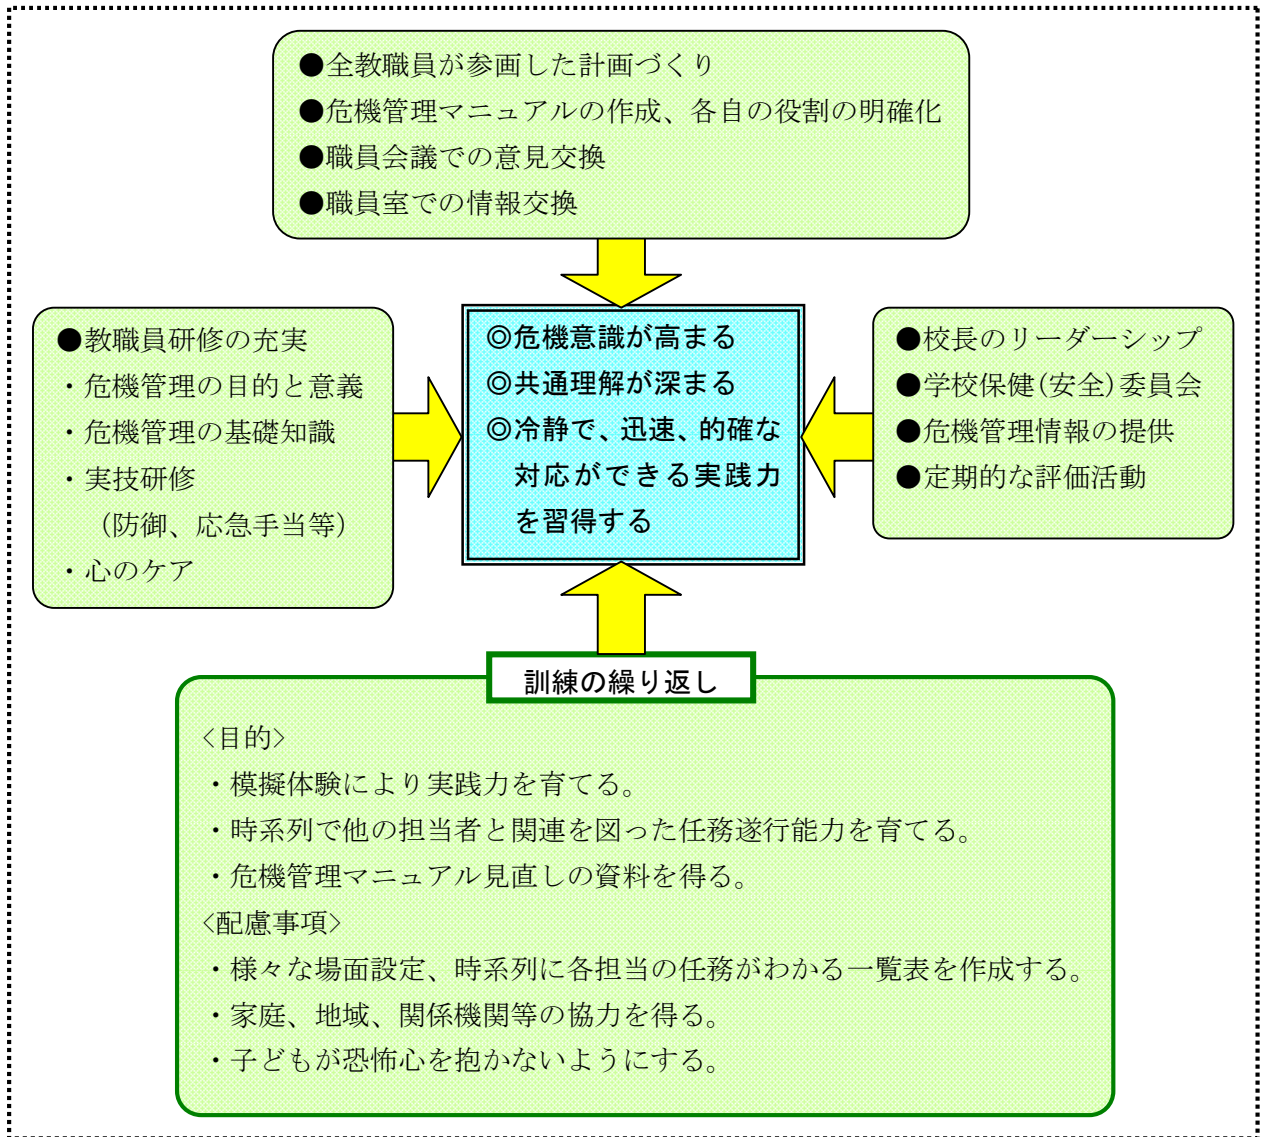 ●全教職員が参画した計画づくり
●危機管理マニュアルの作成、各自の役割の明確化
●職員会議での意見交換
●職員室での情報交換
●教職員研修の充実
・危機管理の目的と意義
・危機管理の基礎知識
・実技研修
（防御、応急手当等）
・心のケア
◎危機意識が高まる
◎共通理解が深まる
◎冷静で、迅速、的確な
対応ができる実践力
を習得する
●校長のリーダーシップ
●学校保健(安全)委員会
●危機管理情報の提供
●定期的な評価活動
訓練の繰り返し
<目的>
・模擬体験により実践力を育てる。
・時系列で他の担当者と関連を図った任務遂行能力を育てる。
・危機管理マニュアル見直しの資料を得る。
<配慮事項>
・様々な場面設定、時系列に各担当の任務がわかる一覧表を作成する。
・家庭、地域、関係機関等の協力を得る。
・子どもが恐怖心を抱かないようにする。